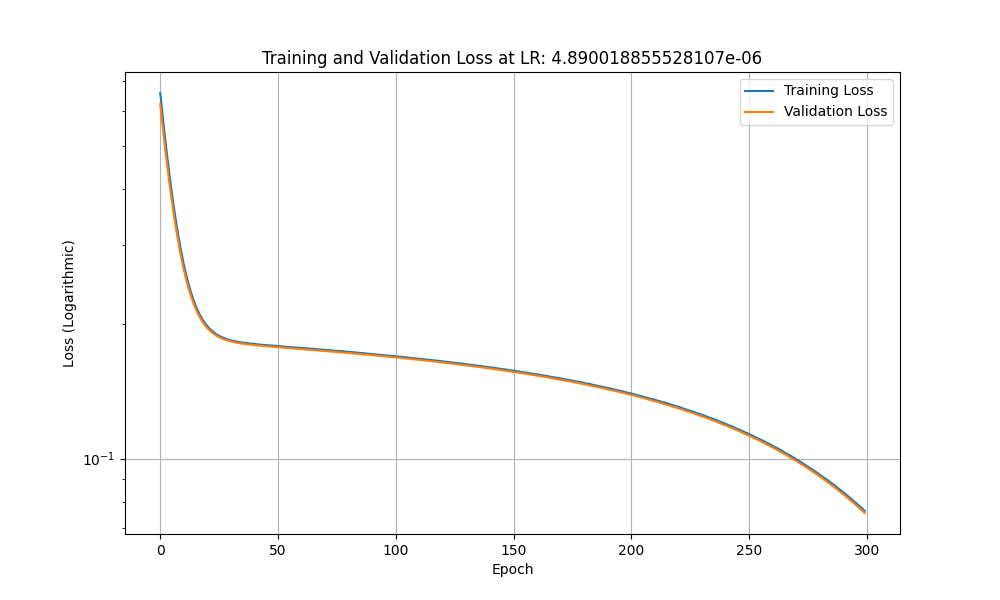 Training and Validation Loss at LR: 4.890018855528107e-06
Training Loss
Validation Loss
Loss (Logarithmic)
10⁻¹
0 50 100 150 200 250 300
Epoch